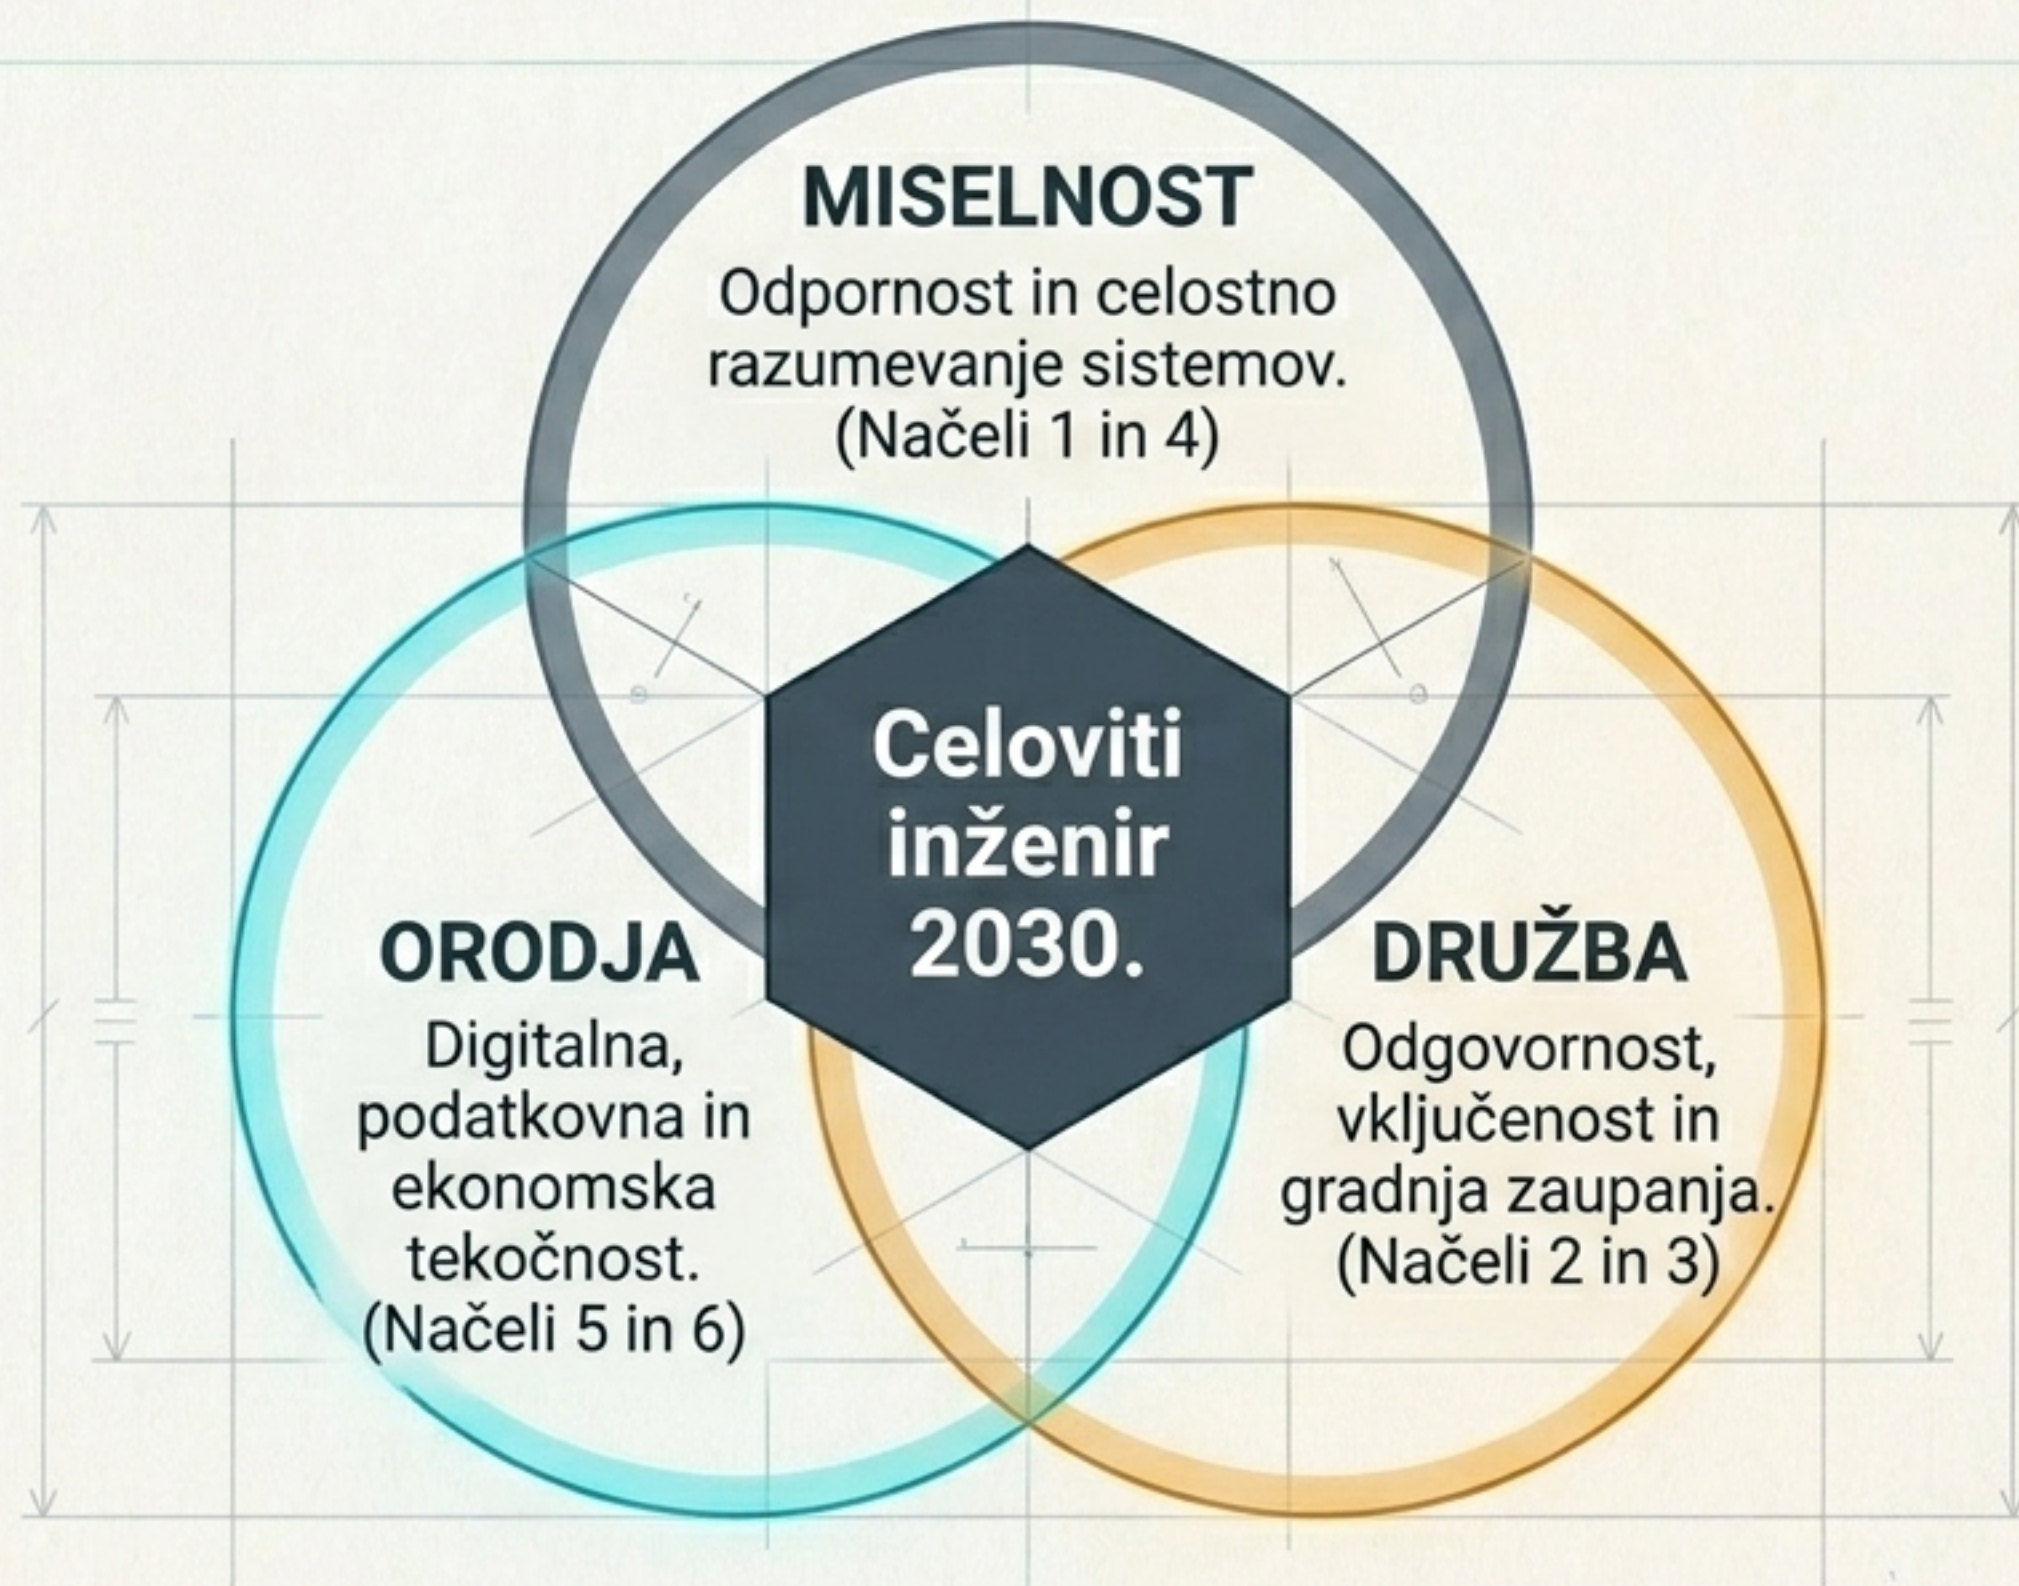 MISELNOST
Odpornost in celostno
razumevanje sistemov.
(Načeli 1 in 4)
Celoviti
inženir
2030.
ORODJA
Digitalna,
podatkovna in
ekonomska
tekočnost.
(Načeli 5 in 6)
DRUŽBA
Odgovornost,
vključenost in
gradnja zaupanja.
(Načeli 2 in 3)